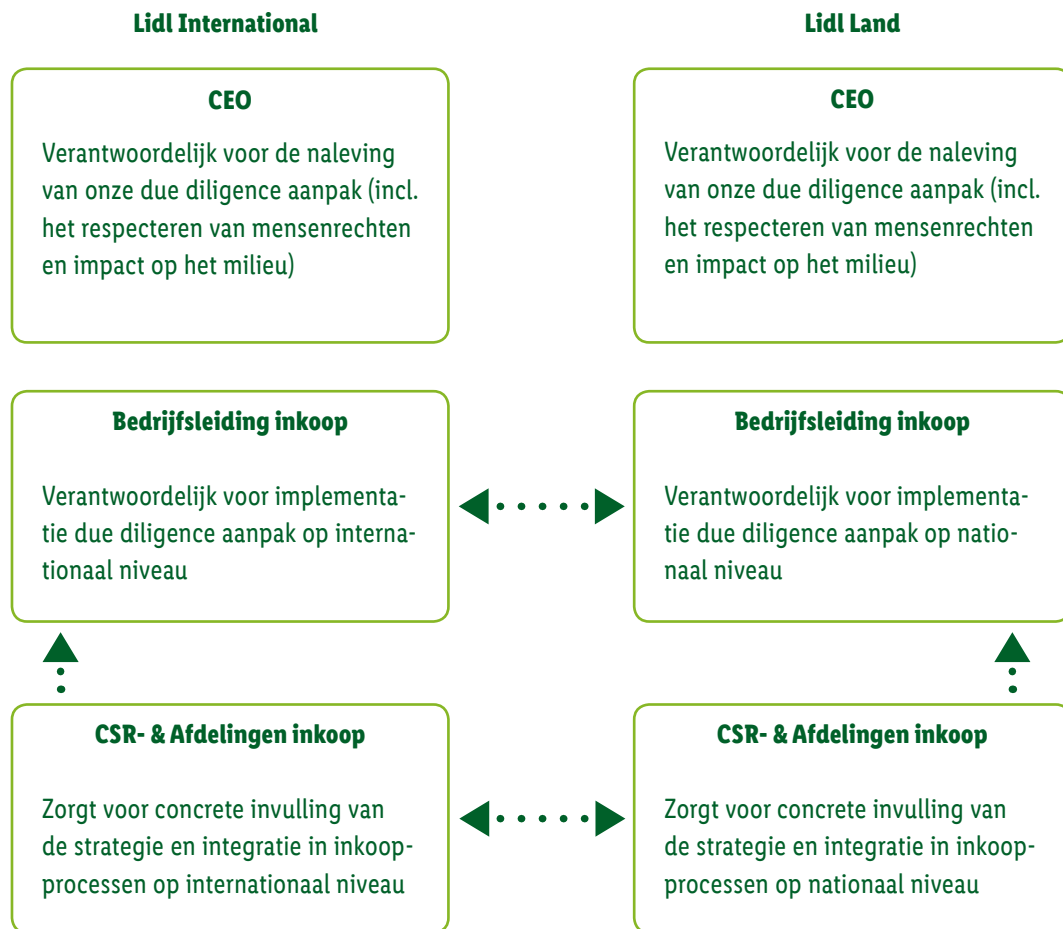 Lidl International
Lidl Land
CEO
Verantwoordelijk voor de naleving
van onze due diligence aanpak (incl.
het respecteren van mensenrechten
en impact op het milieu)
CEO
Verantwoordelijk voor de naleving
van onze due diligence aanpak (incl.
het respecteren van mensenrechten
en impact op het milieu)
Bedrijfsleiding inkoop
Verantwoordelijk voor implementa-
tie due diligence aanpak op interna-
tionaal niveau
Bedrijfsleiding inkoop
Verantwoordelijk voor implementa-
tie due diligence aanpak op natio-
naal niveau
CSR- & Afdelingen inkoop
Zorgt voor concrete invulling van
de strategie en integratie in inkoop-
processen op internationaal niveau
CSR- & Afdelingen inkoop
Zorgt voor concrete invulling van
de strategie en integratie in inkoop-
processen op nationaal niveau